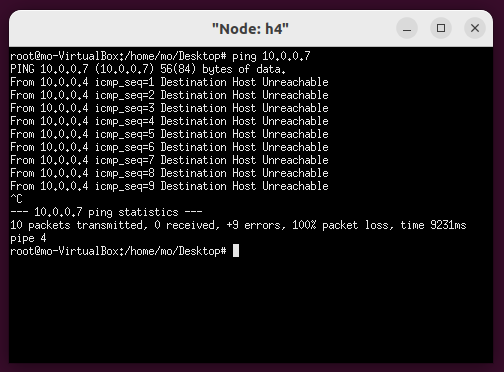 "Node: h4"
root@mo-VirtualBox:/home/mo/Desktop# ping 10.0.0.7
PING 10.0.0.7 (10.0.0.7) 56(84) bytes of data.
From 10.0.0.4 icmp_seq=1 Destination Host Unreachable
From 10.0.0.4 icmp_seq=2 Destination Host Unreachable
From 10.0.0.4 icmp_seq=3 Destination Host Unreachable
From 10.0.0.4 icmp_seq=4 Destination Host Unreachable
From 10.0.0.4 icmp_seq=5 Destination Host Unreachable
From 10.0.0.4 icmp_seq=6 Destination Host Unreachable
From 10.0.0.4 icmp_seq=7 Destination Host Unreachable
From 10.0.0.4 icmp_seq=8 Destination Host Unreachable
From 10.0.0.4 icmp_seq=9 Destination Host Unreachable
^C
--- 10.0.0.7 ping statistics ---
10 packets transmitted, 0 received, +9 errors, 100% packet loss, time 9231ms
pipe 4
root@mo-VirtualBox:/home/mo/Desktop#